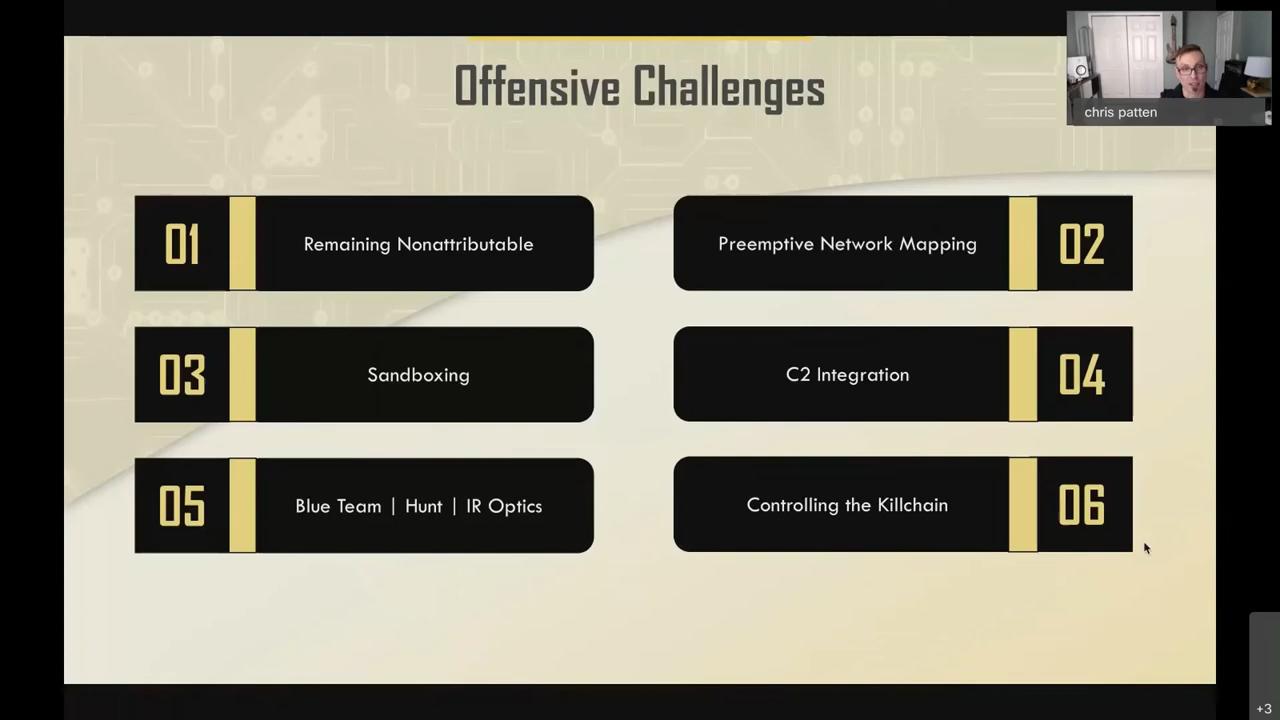 Offensive Challenges
chris patten
01
Remaining Nonattributable
Preemptive Network Mapping
02
03
Sandboxing
C2 Integration
04
05
Blue Team | Hunt | IR Optics
Controlling the Killchain
06
+3